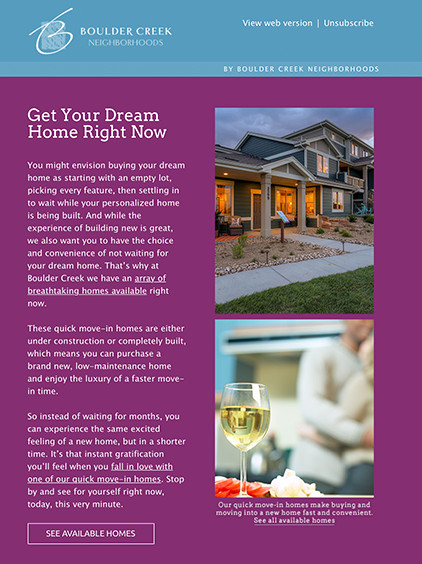 BOULDER CREEK
NEIGHBORHOODS
View web version | Unsubscribe
BY BOULDER CREEK NEIGHBORHOODS
Get Your Dream
Home Right Now
You might envision buying your dream
home as starting with an empty lot,
picking every feature, then settling in
to wait while your personalized home
is being built. And while the
experience of building new is great,
we also want you to have the choice
and convenience of not waiting for
your dream home. That's why at
Boulder Creek we have an array of
breathtaking homes available right
now.
These quick move-in homes are either
under construction or completely built,
which means you can purchase a
brand new, low-maintenance home
and enjoy the luxury of a faster move-
in time.
So instead of waiting for months, you
can experience the same excited
feeling of a new home, but in a shorter
time. It's that instant gratification
you'll feel when you fall in love with
one of our quick move-in homes. Stop
by and see for yourself right now,
today, this very minute.
SEE AVAILABLE HOMES
Our quick move-in homes make buying and
moving into a new home fast and convenient.
See all available homes